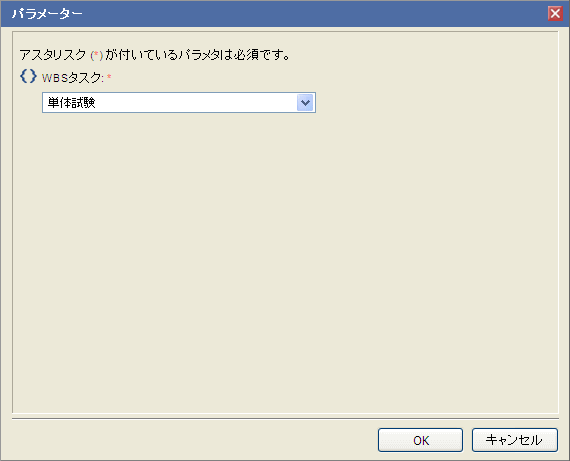 パラメーター
アスタリスク (*) が付いているパラメタは必須です。
WBSタスク: *
単体試験
OK
キャンセル